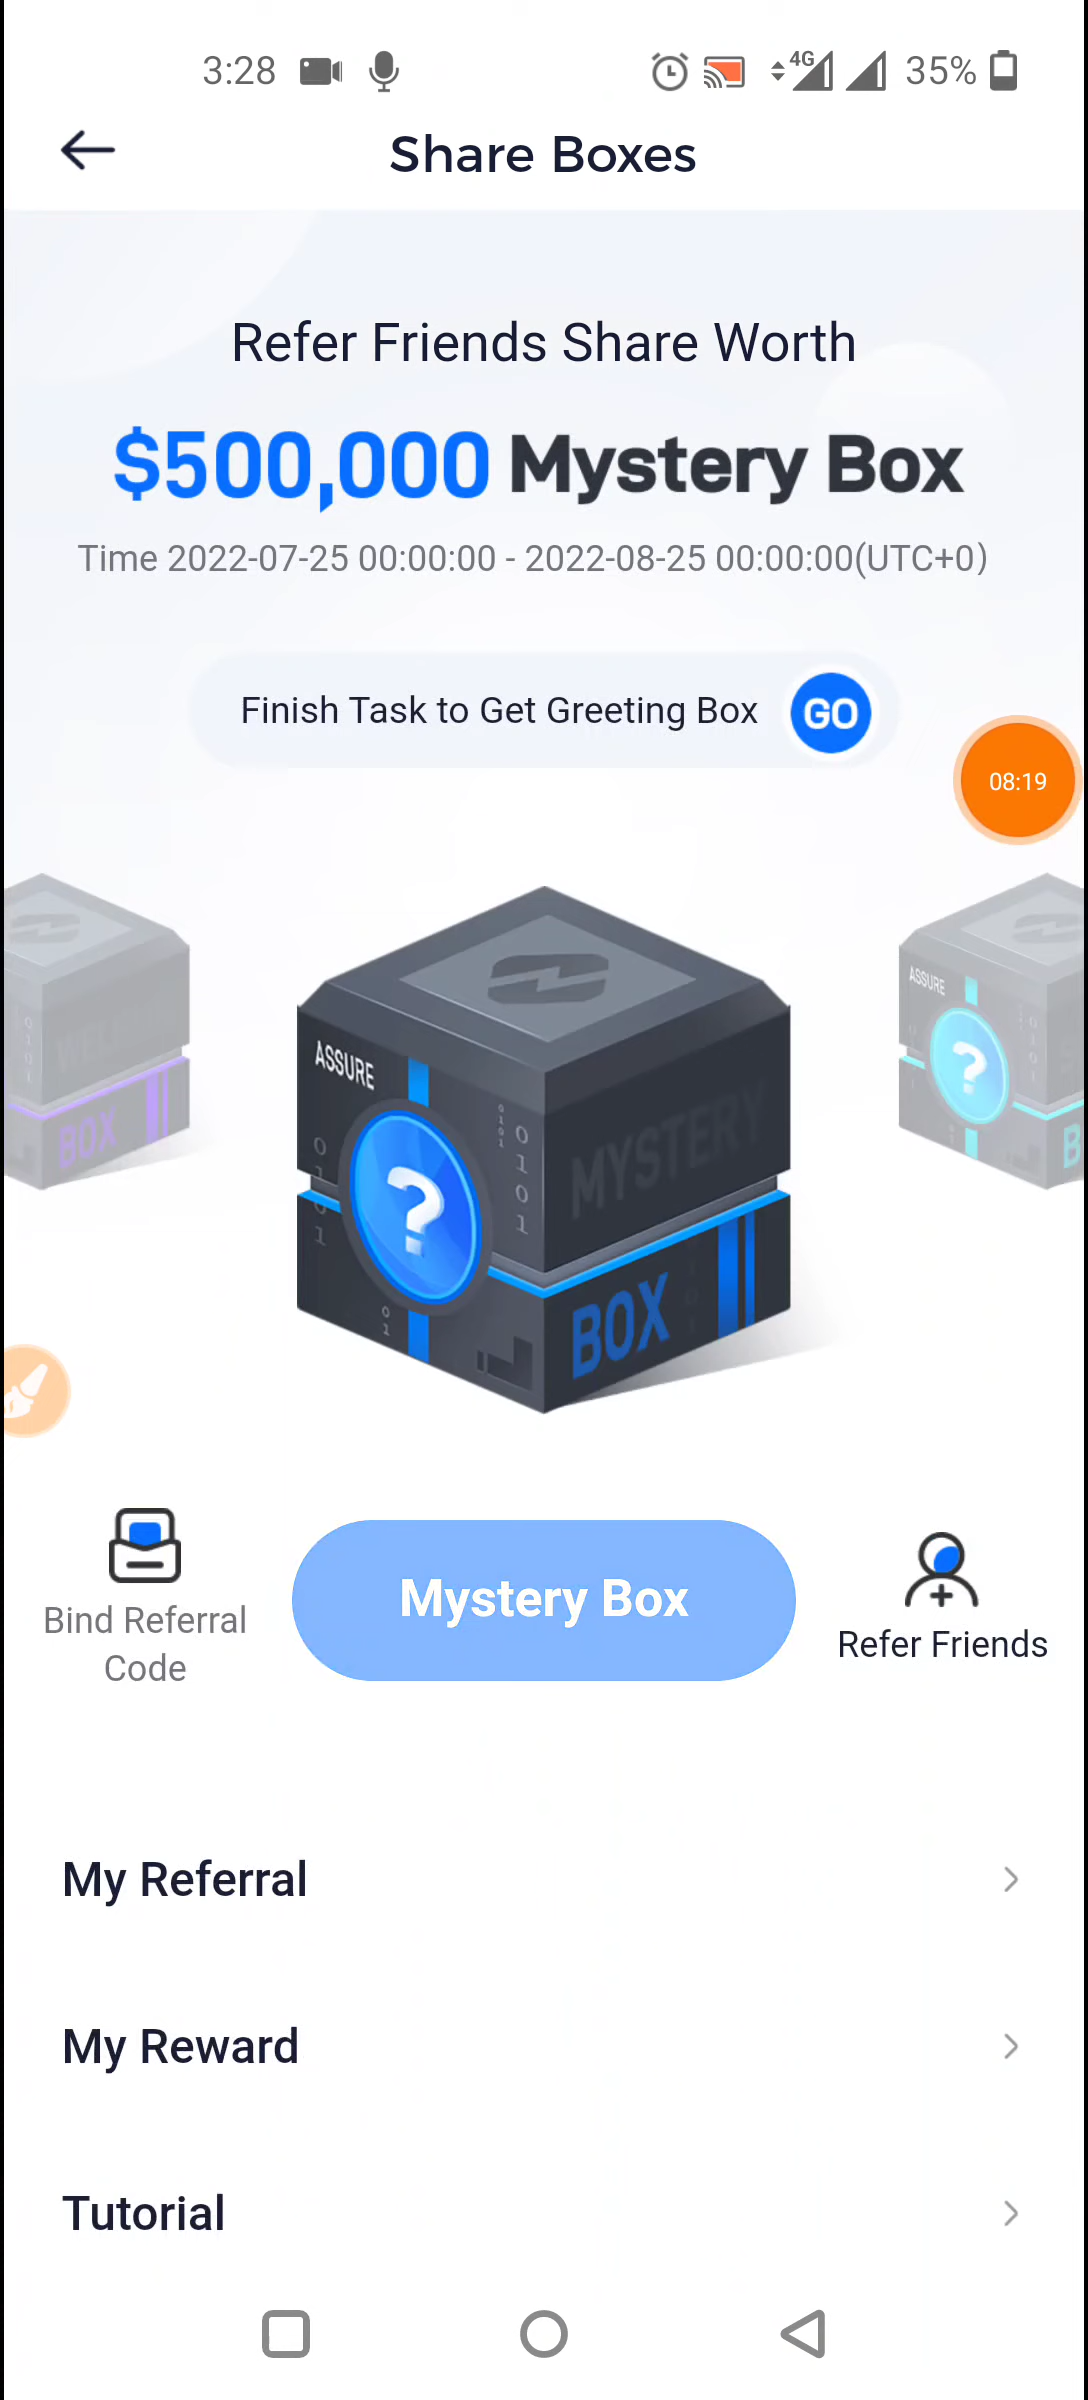 3:28
4G
35%
Share Boxes
Refer Friends Share Worth
$500,000 Mystery Box
Time 2022-07-25 00:00:00 - 2022-08-25 00:00:00(UTC+0)
Finish Task to Get Greeting Box
GO
08:19
BOX
ASSURE
?
MYSTERY
BOX
ASSURE
?
Bind Referral
Code
Mystery Box
Refer Friends
My Referral
My Reward
Tutorial